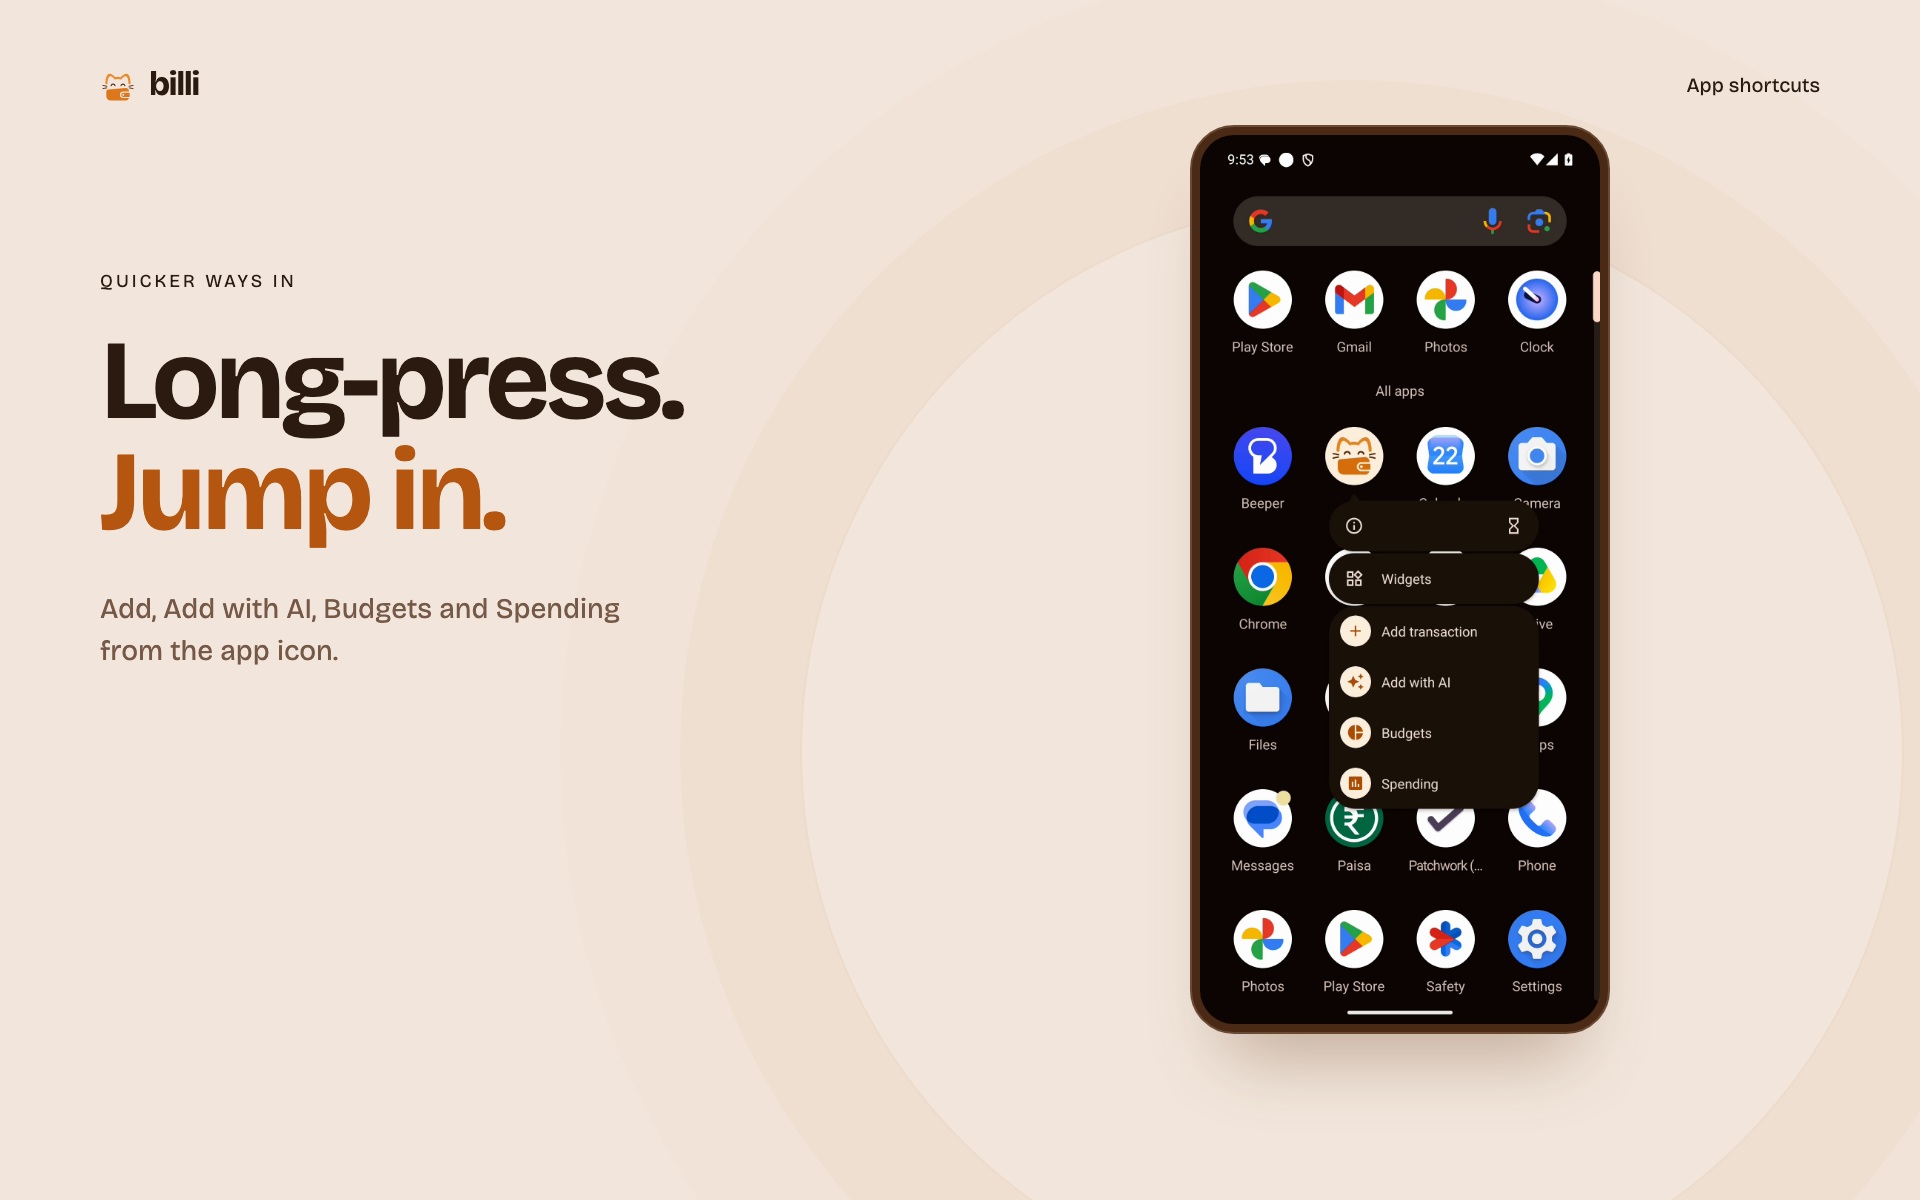 billi
App shortcuts
QUICKER WAYS IN
Long-press.
Jump in.
Add, Add with AI, Budgets and Spending
from the app icon.
9:53
Play Store
Gmail
Photos
Clock
All apps
22
Beeper
Widgets
Chrome
Add transaction
Add with AI
Files
Budgets
Spending
Messages
Paisa
Patchwork (...
Phone
Photos
Play Store
Safety
Settings